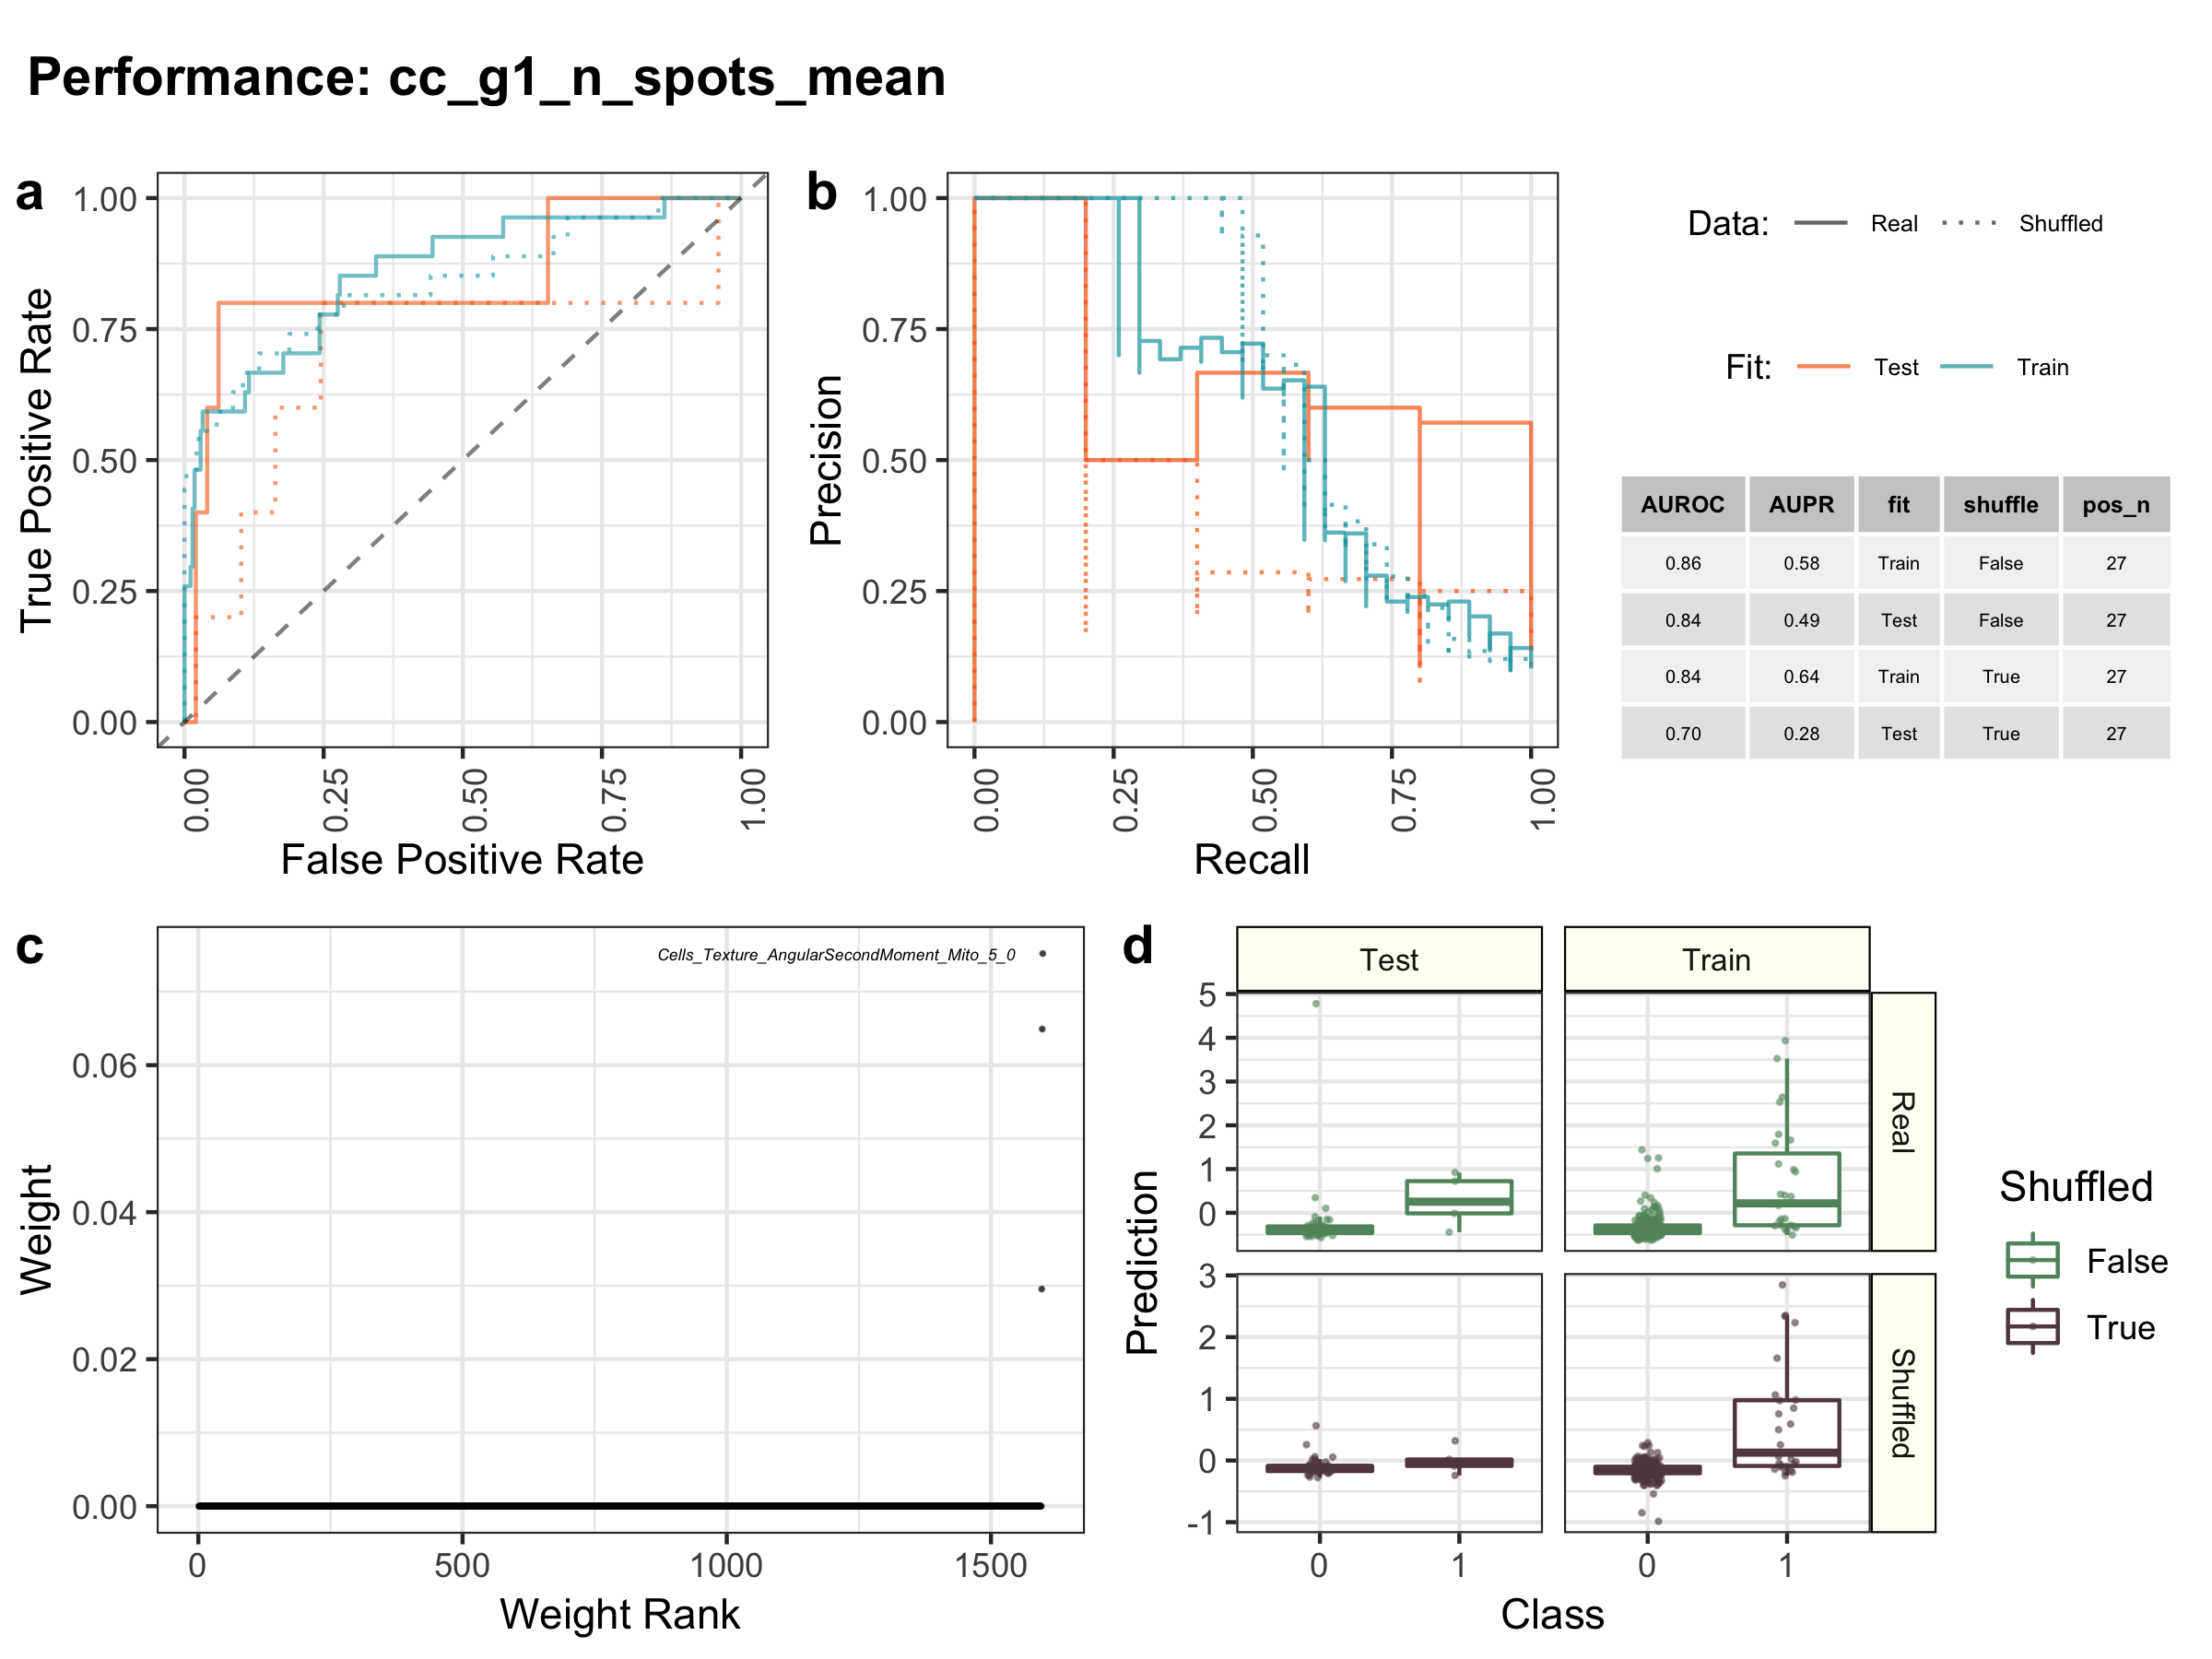 Performance: cc_g1_n_spots_mean
a
True Positive Rate
1.00
0.75
0.50
0.25
0.00
0.00
0.25
0.50
0.75
1.00
False Positive Rate
b
Precision
1.00
0.75
0.50
0.25
0.00
0.00
0.25
0.50
0.75
1.00
Recall
Data: Real Shuffled
Fit: Test Train
AUROC AUPR fit shuffle pos_n
0.86 0.58 Train False 27
0.84 0.49 Test False 27
0.84 0.64 Train True 27
0.70 0.28 Test True 27
c
Weight
Cells_Texture_AngularSecondMoment_Mito_5_0
0.06
0.04
0.02
0.00
0 500 1000 1500
Weight Rank
d
Prediction
Test Train
5
4
3
2
1
0
Real
3
2
1
0
-1
Shuffled
0 1 0 1
Class
Shuffled
False
True